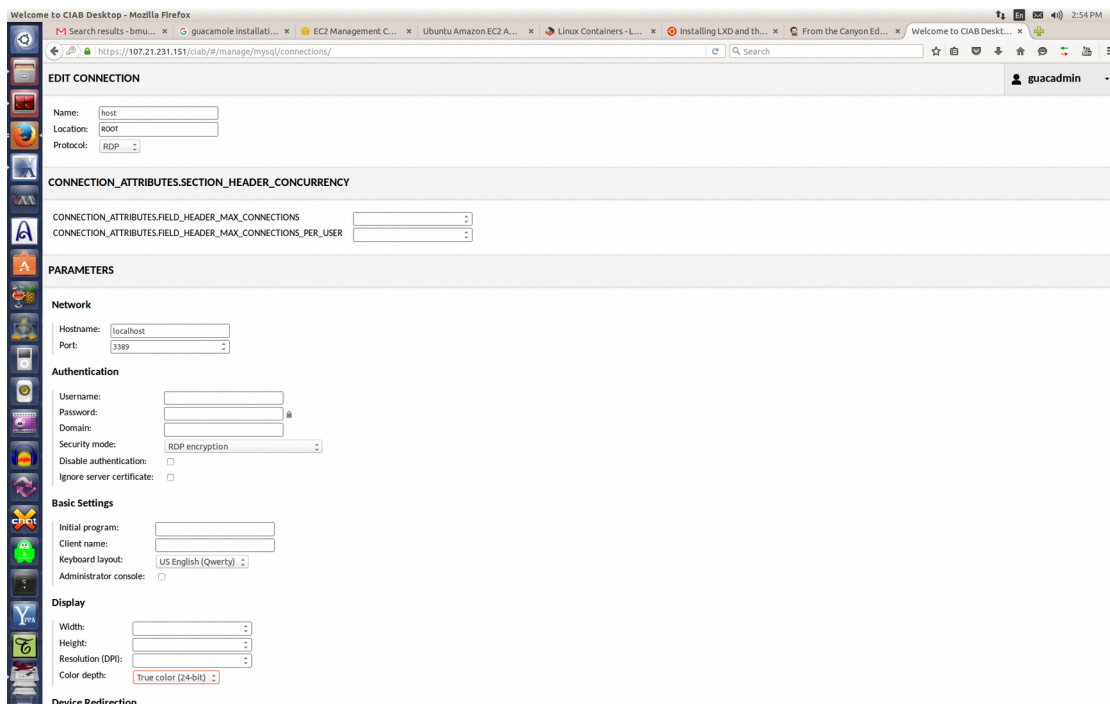 Welcome to CIAB Desktop - Mozilla Firefox
En
2:54 PM
Search results - bmu...
guacamole installati...
EC2 Management C...
Ubuntu Amazon EC2 A...
Linux Containers - L...
Installing LXD and th...
From the Canyon Ed...
Welcome to CIAB Deskt...
https://107.21.231.151/ciab/#/manage/mysql/connections/
Search
EDIT CONNECTION
guacadmin
Name: host
Location: ROOT
Protocol: RDP
CONNECTION_ATTRIBUTES.SECTION_HEADER_CONCURRENCY
CONNECTION_ATTRIBUTES.FIELD_HEADER_MAX_CONNECTIONS
CONNECTION_ATTRIBUTES.FIELD_HEADER_MAX_CONNECTIONS_PER_USER
PARAMETERS
Network
Hostname: localhost
Port: 3389
Authentication
Username:
Password:
Domain:
Security mode: RDP encryption
Disable authentication:
Ignore server certificate:
Basic Settings
Initial program:
Client name:
Keyboard layout: US English (Qwerty)
Administrator console:
Display
Width:
Height:
Resolution (DPI):
Color depth: True color (24-bit)
Device Redirection